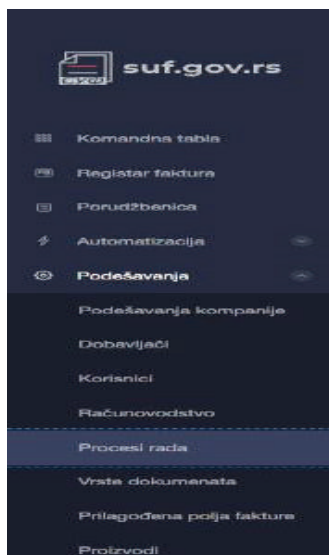 suf.gov.rs
Komandna tabla
Registar faktura
Porudžbenica
Automatizacija
Podešavanja
Podešavanja kompanije
Dobavljači
Korisnici
Računovodstvo
Procesi rada
Vrste dokumenata
Prilagođena polja fakture
Proizvodi